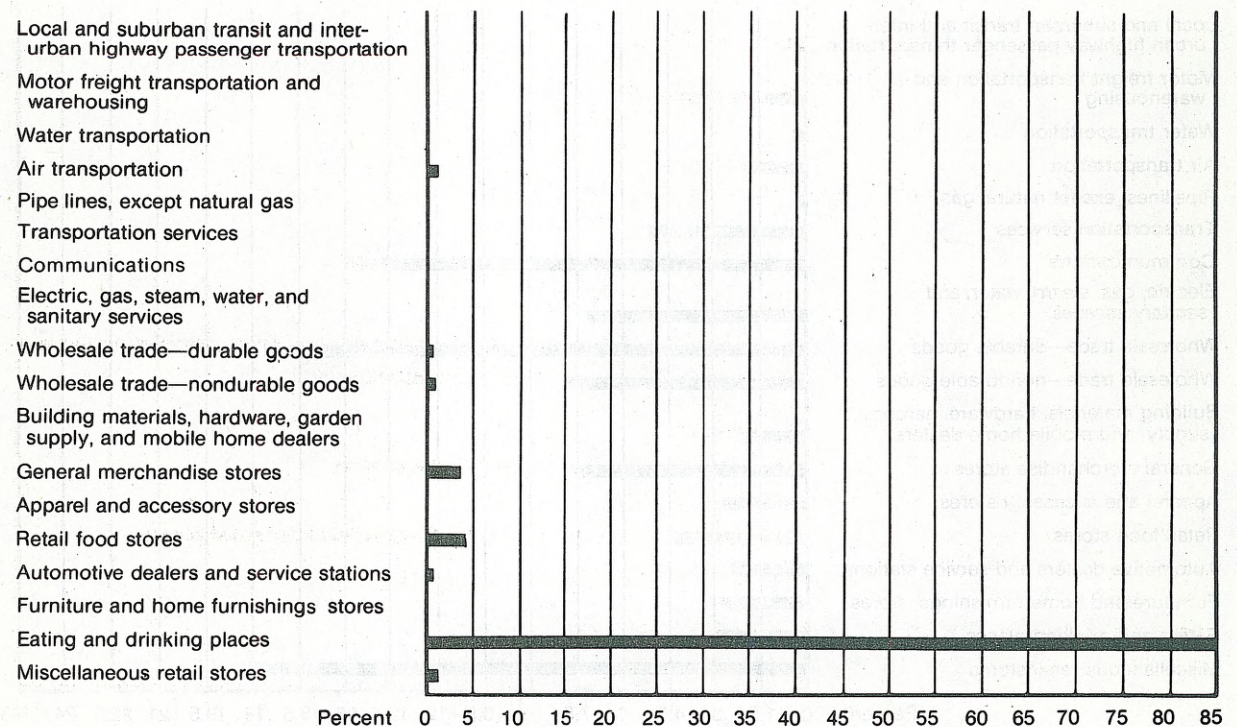 Local and suburban transit and inter-
urban highway passenger transportation
Motor freight transportation and
warehousing
Water transportation
Air transportation
Pipe lines, except natural gas
Transportation services
Communications
Electric, gas, steam, water, and
sanitary services
Wholesale trade—durable goods
Wholesale trade—nondurable goods
Building materials, hardware, garden
supply, and mobile home dealers
General merchandise stores
Apparel and accessory stores
Retail food stores
Automotive dealers and service stations
Furniture and home furnishings stores
Eating and drinking places
Miscellaneous retail stores
Percent 0 5 10 15 20 25 30 35 40 45 50 55 60 65 70 75 80 85